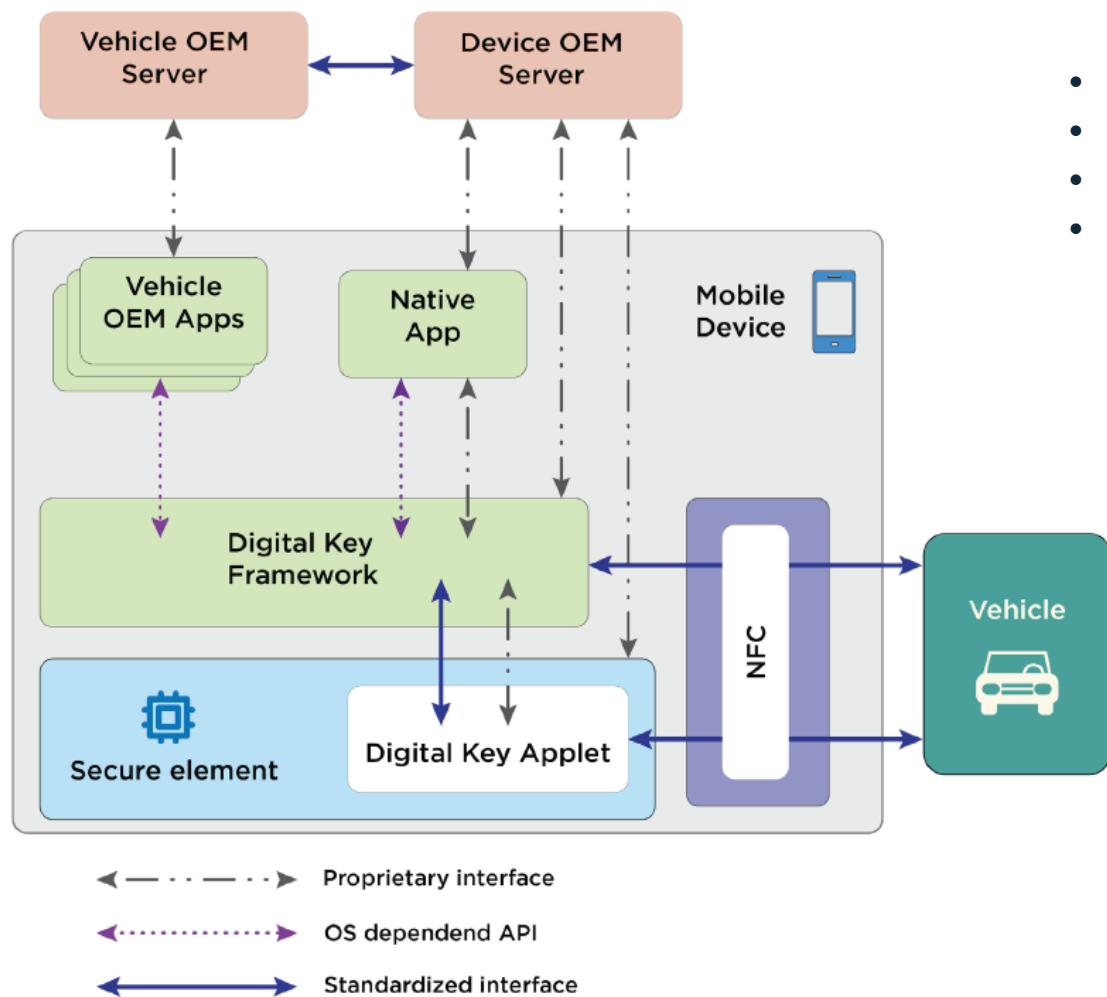 Vehicle OEM
Server
Device OEM
Server
Vehicle
OEM Apps
Native
App
Mobile
Device
Digital Key
Framework
NFC
Vehicle
Secure element
Digital Key Applet
Proprietary interface
OS dependend API
Standardized interface